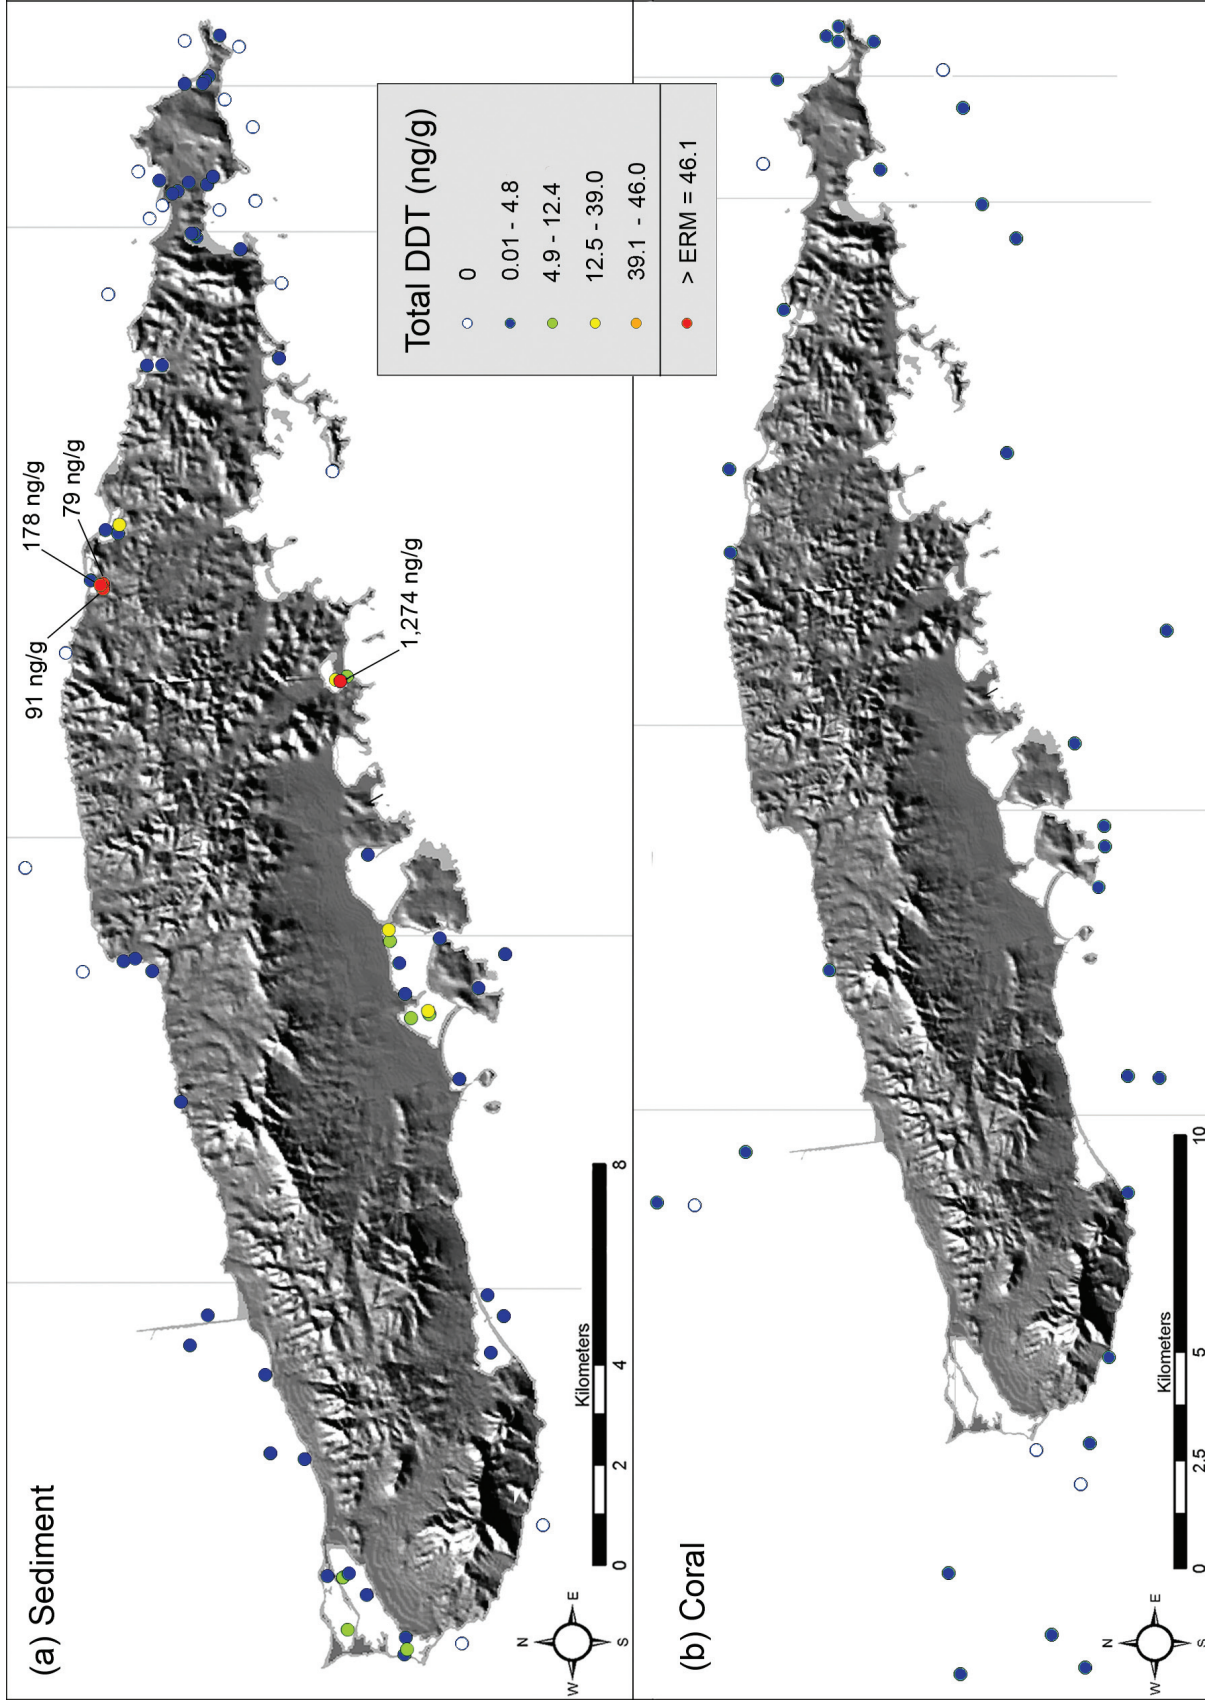 (a) Sediment
91 ng/g
178 ng/g
79 ng/g
1,274 ng/g
Total DDT (ng/g)
0
0.01 - 4.8
4.9 - 12.4
12.5 - 39.0
39.1 - 46.0
> ERM = 46.1
N
W
E
S
Kilometers
0
2
4
8
(b) Coral
N
W
E
S
Kilometers
0
2.5
5
10